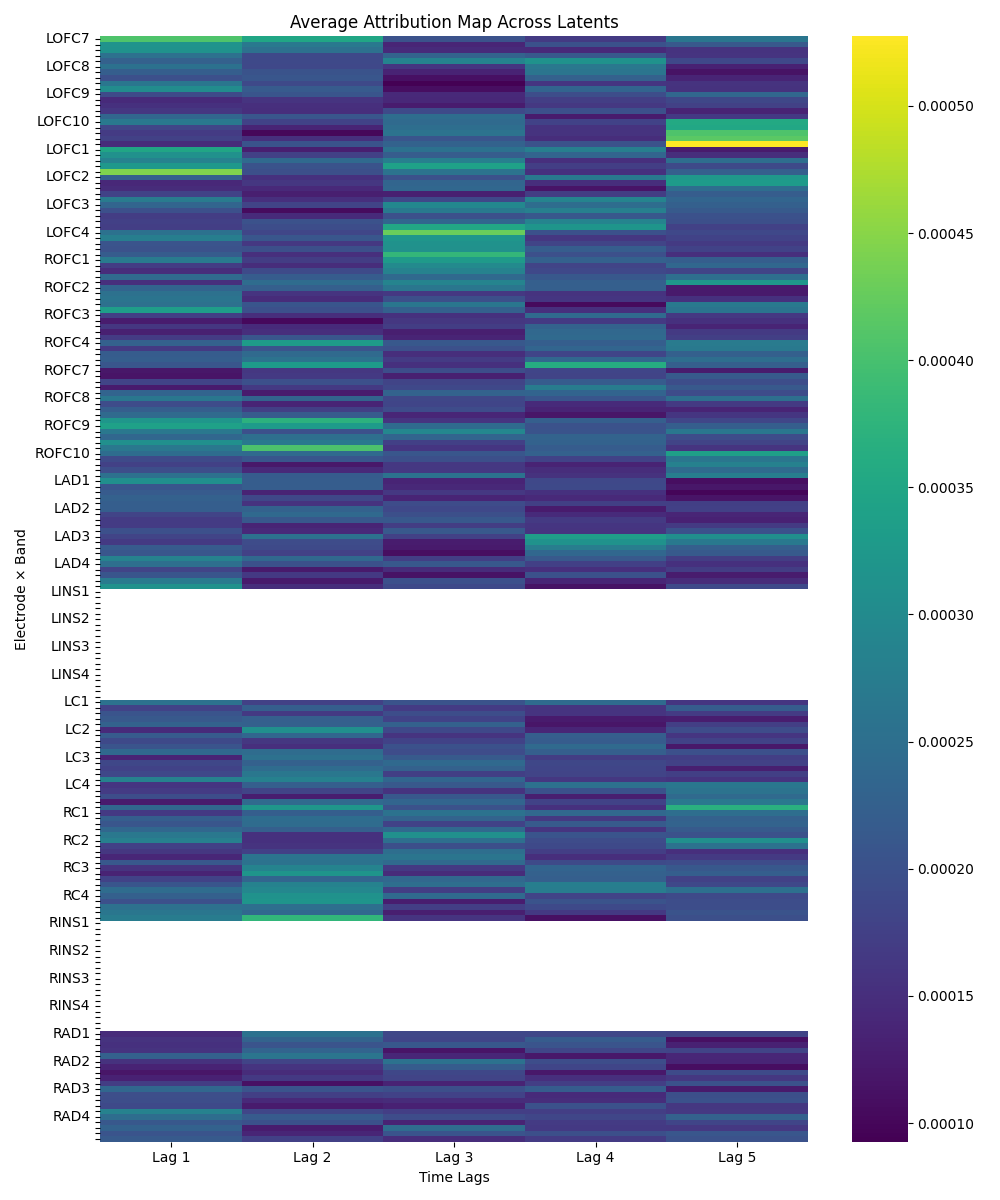 Average Attribution Map Across Latents
LOFC7
LOFC8
LOFC9
LOFC10
LOFC1
LOFC2
LOFC3
LOFC4
ROFC1
ROFC2
ROFC3
ROFC4
ROFC7
ROFC8
ROFC9
ROFC10
LAD1
LAD2
LAD3
LAD4
LINS1
LINS2
LINS3
LINS4
LC1
LC2
LC3
LC4
RC1
RC2
RC3
RC4
RINS1
RINS2
RINS3
RINS4
RAD1
RAD2
RAD3
RAD4
Electrode × Band
Lag 1 Lag 2 Lag 3 Lag 4 Lag 5
Time Lags
0.00050
0.00045
0.00040
0.00035
0.00030
0.00025
0.00020
0.00015
0.00010